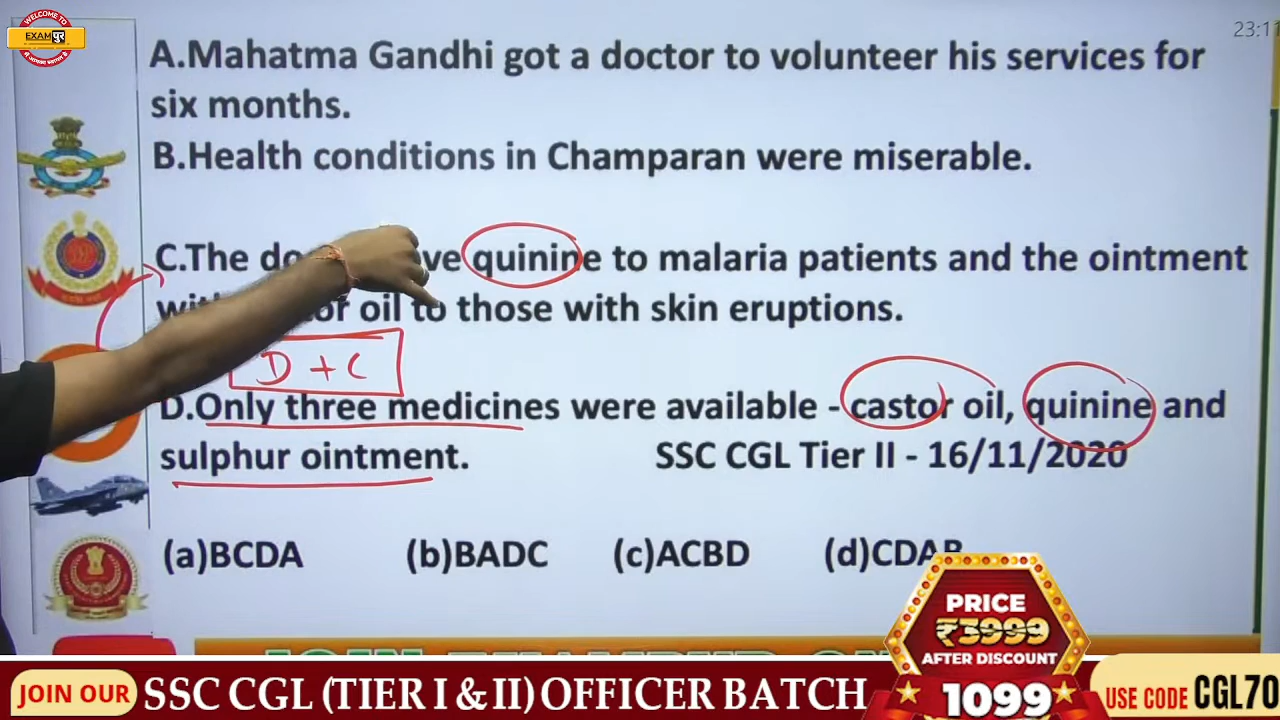 WELCOME TO
EXAM पुर
23:11
A.Mahatma Gandhi got a doctor to volunteer his services for
six months.
B.Health conditions in Champaran were miserable.
C.The quinine to malaria patients and the ointment
oil to those with skin eruptions.
D + C
D.Only three medicines were available - castor oil, quinine and
sulphur ointment.
SSC CGL Tier II - 16/11/2020
(a)BCDA (b)BADC (c)ACBD (d)CDAB
PRICE
₹3999
AFTER DISCOUNT
1099
JOIN OUR SSC CGL (TIER I & II) OFFICER BATCH
USE CODE CGL70